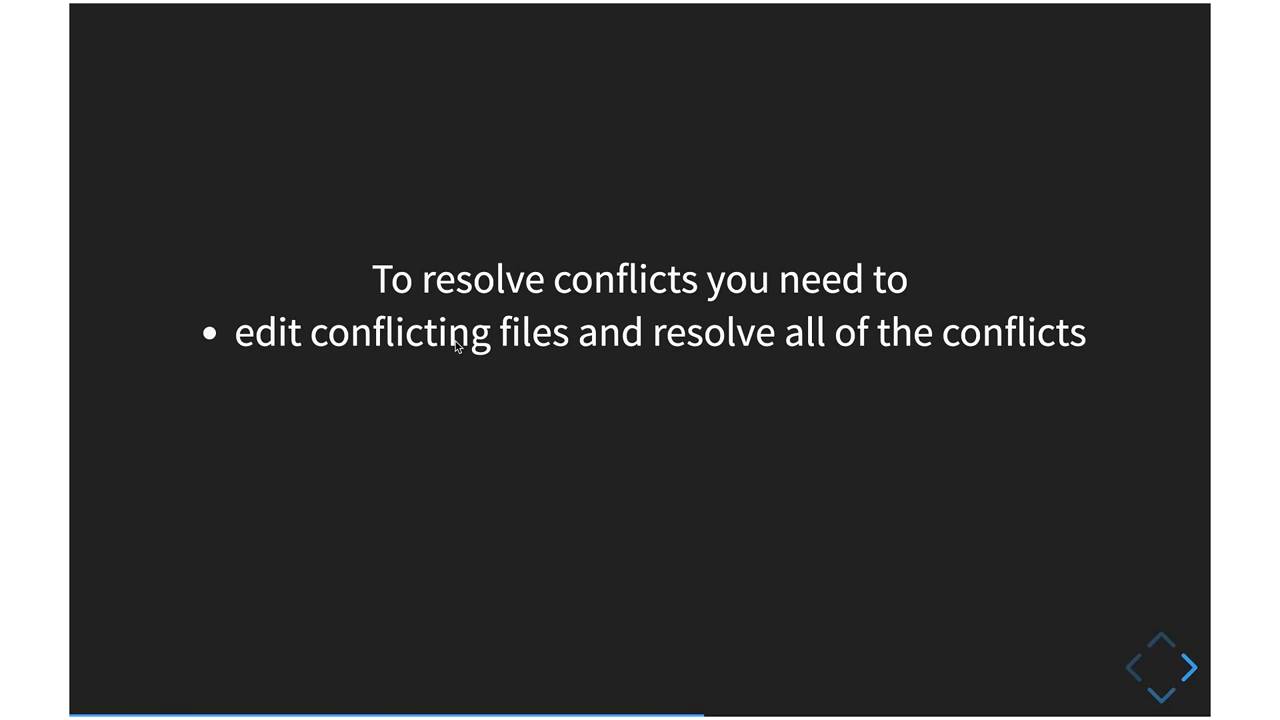 To resolve conflicts you need to
• edit conflicting files and resolve all of the conflicts